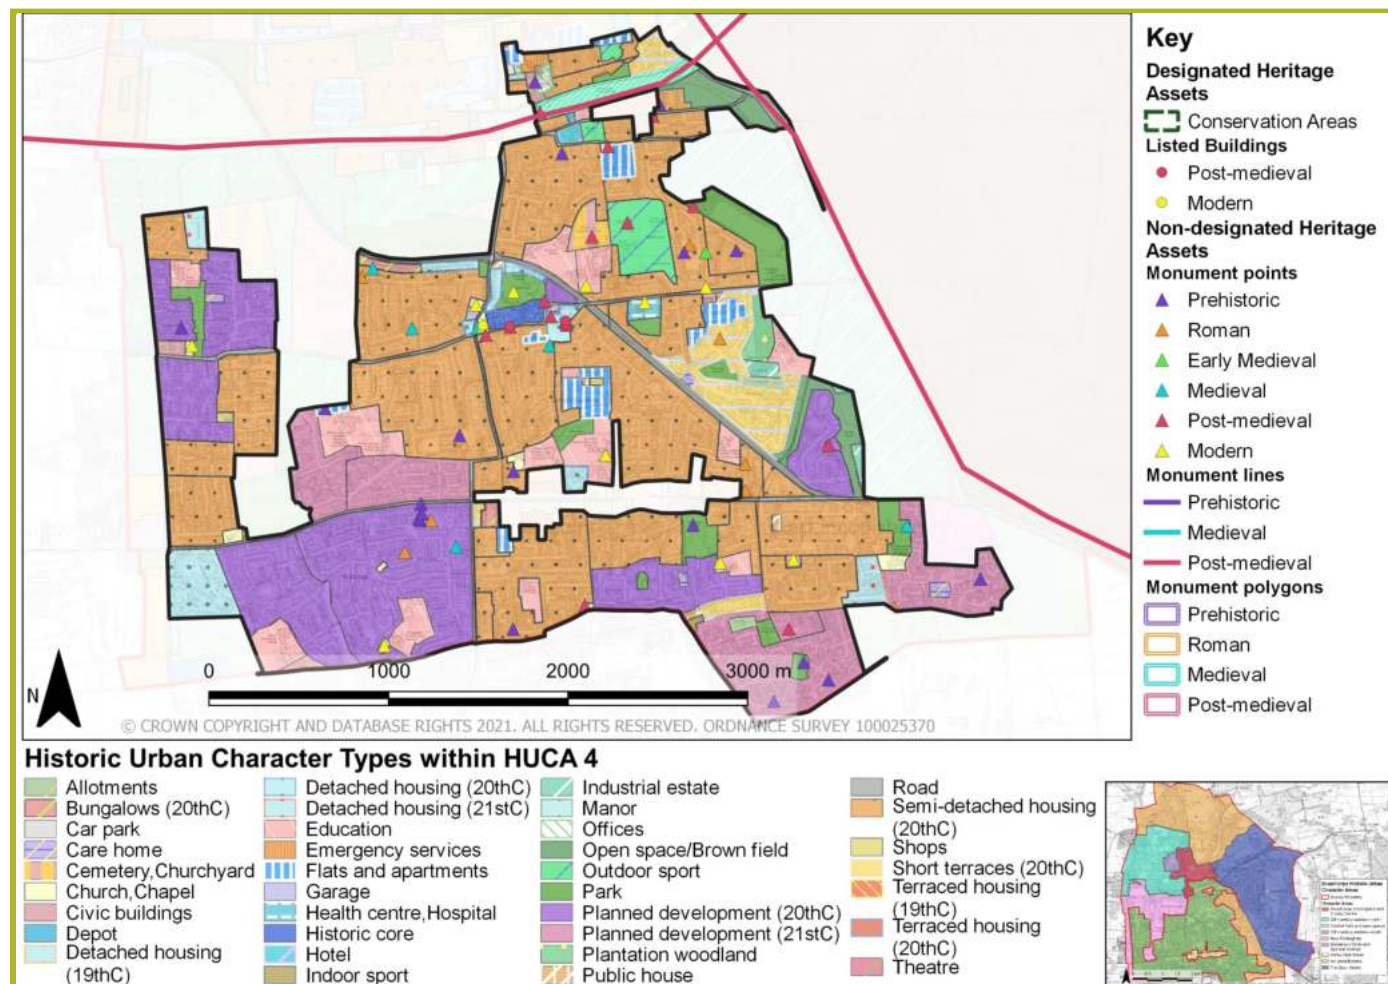 Key
Designated Heritage
Assets
Conservation Areas
Listed Buildings
Post-medieval
Modern
Non-designated Heritage
Assets
Monument points
Prehistoric
Roman
Early Medieval
Medieval
Post-medieval
Modern
Monument lines
Prehistoric
Medieval
Post-medieval
Monument polygons
Prehistoric
Roman
Medieval
Post-medieval
N
0 1000 2000 3000 m
© CROWN COPYRIGHT AND DATABASE RIGHTS 2021. ALL RIGHTS RESERVED. ORDNANCE SURVEY 100025370
Historic Urban Character Types within HUCA 4
Allotments
Bungalows (20thC)
Car park
Care home
Cemetery,Churchyard
Church,Chapel
Civic buildings
Depot
Detached housing
(19thC)
Detached housing (20thC)
Detached housing (21stC)
Education
Emergency services
Flats and apartments
Garage
Health centre,Hospital
Historic core
Hotel
Indoor sport
Industrial estate
Manor
Offices
Open space/Brown field
Outdoor sport
Park
Planned development (20thC)
Planned development (21stC)
Plantation woodland
Public house
Road
Semi-detached housing
(20thC)
Shops
Short terraces (20thC)
Terraced housing
(19thC)
Terraced housing
(20thC)
Theatre